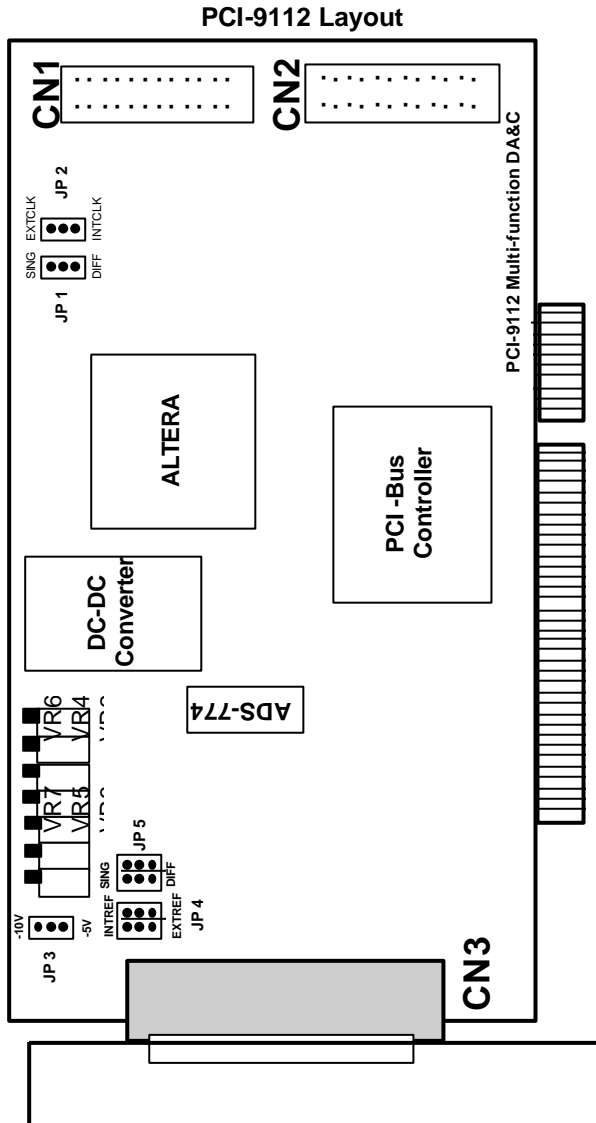 PCI-9112 Layout
CN1
CN2
JP 2
EXTCLK
INTCLK
SING
DIFF
JP 1
PCI-9112 Multi-function DA&C
ALTERA
PCI -Bus
Controller
DC-DC
Converter
ADS-774
VR6
VR4
VR7
VR5
JP 5
SING
DIFF
INTREF
EXTREF
JP 4
-10V
-5V
JP 3
CN3